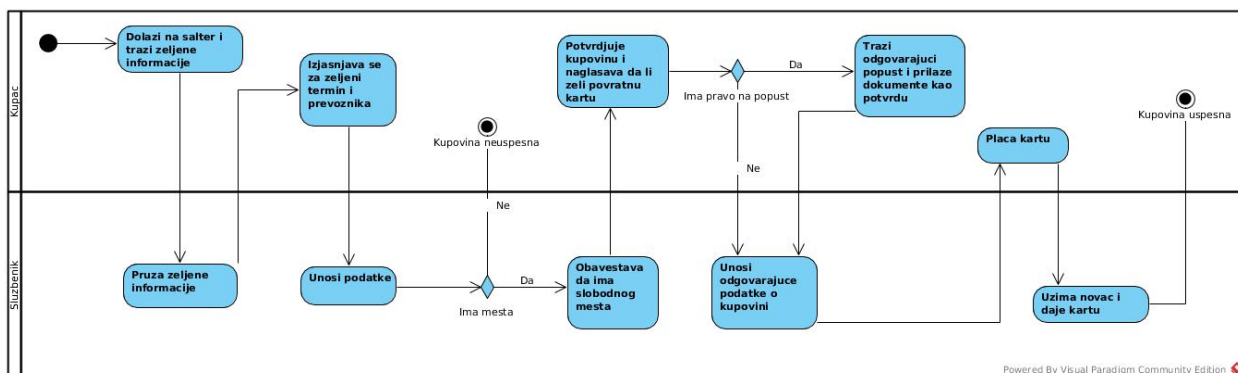 Kupac
Dolazi na salter i
trazi zeljene
informacije
Izjasnjava se
za zeljeni
termin i
prevoznika
Kupovina neuspesna
Potvrdjuje
kupovinu i
naglasava da li
zeli povratnu
kartu
Ima pravo na popust
Da
Trazi
odgovarajuci
popust i prilaze
dokumente kao
potvrdu
Ne
Placa kartu
Kupovina uspesna
Sluzbenik
Pruza zeljene
informacije
Unosi podatke
Ne
Ima mesta
Da
Obavestava
da ima
slobodnog
mesta
Unosi
odgovarajuce
podatke o
kupovini
Uzima novac i
daje kartu
Powered By Visual Paradigm Community Edition